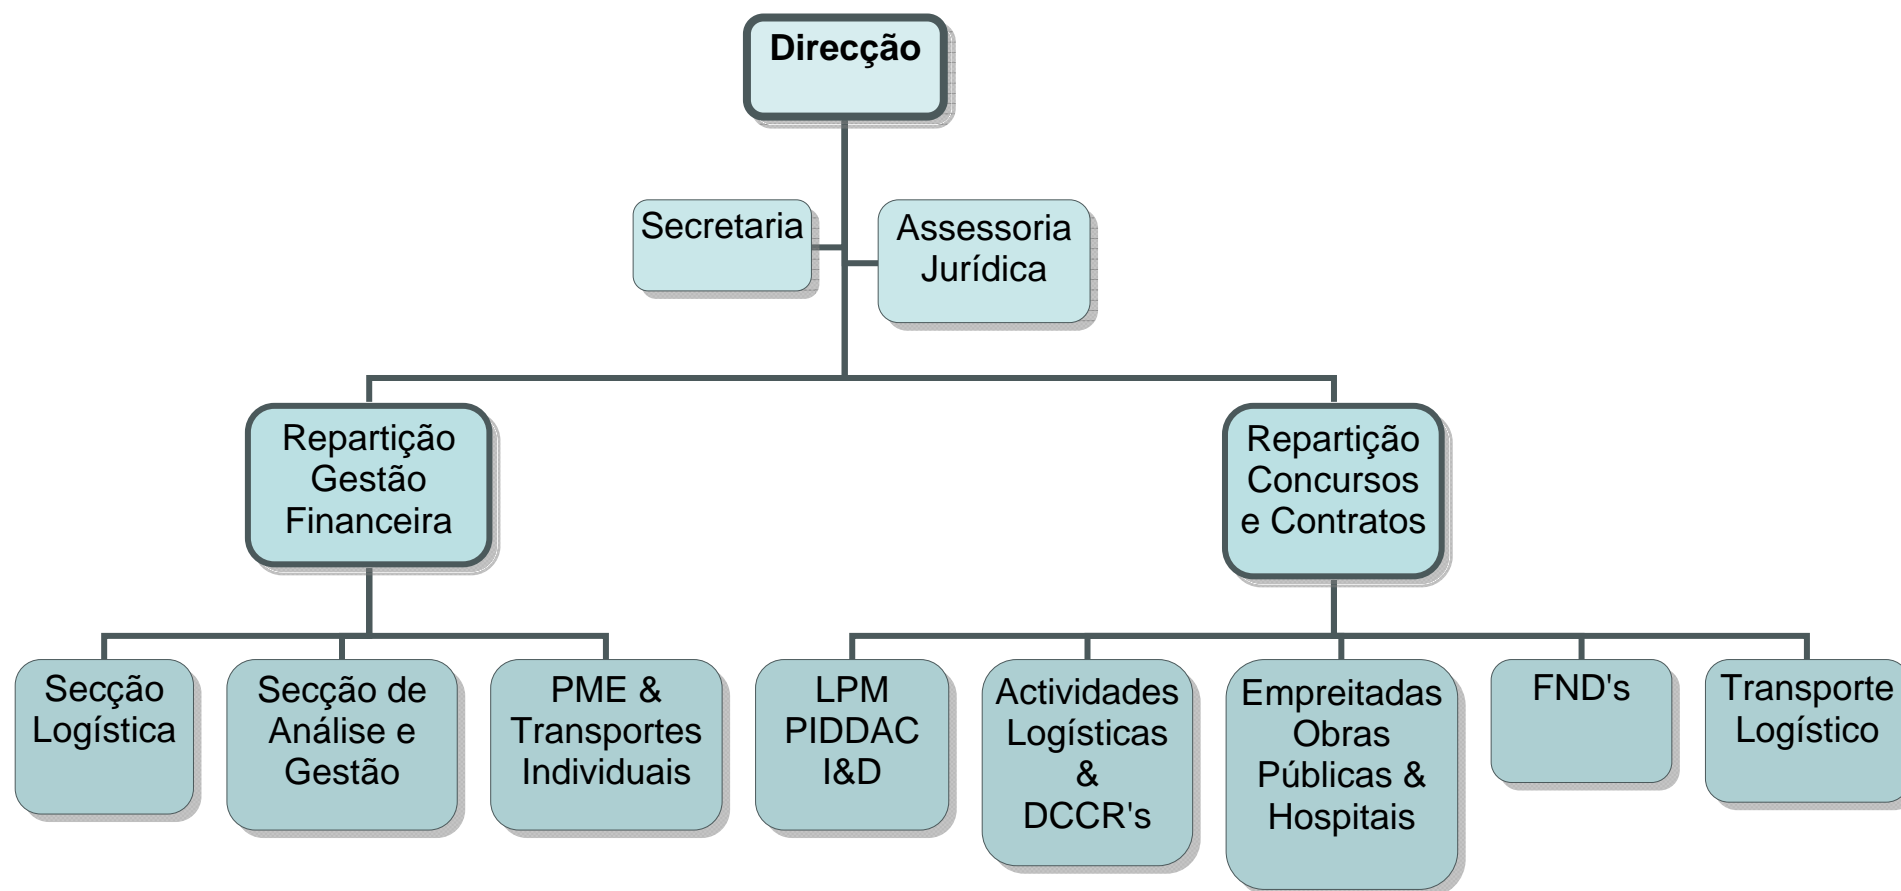 Direcção
Secretaria
Assessoria
Jurídica
Repartição
Gestão
Financeira
Repartição
Concursos
e Contratos
Secção
Logística
Secção de
Análise e
Gestão
PME &
Transportes
Individuais
LPM
PIDDAC
I&D
Actividades
Logísticas
&
DCCR's
Empreitadas
Obras
Públicas &
Hospitais
FND's
Transporte
Logístico